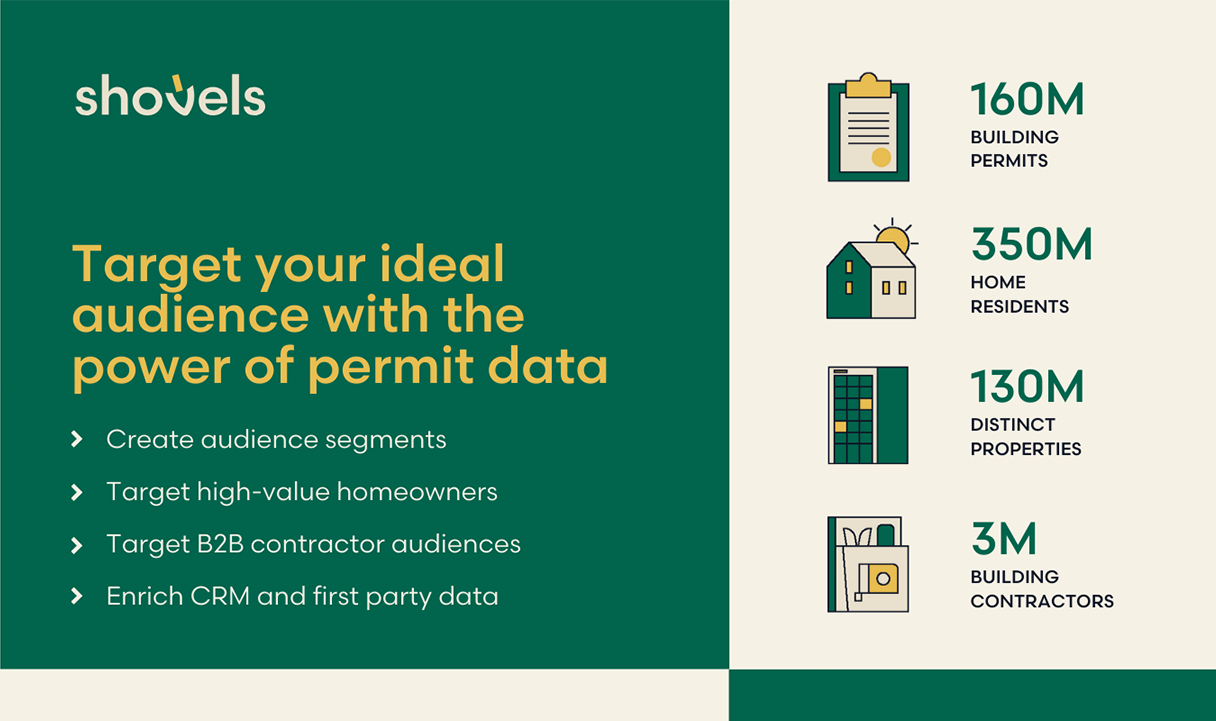 shovels
Target your ideal
audience with the
power of permit data
Create audience segments
Target high-value homeowners
Target B2B contractor audiences
Enrich CRM and first party data
160M
BUILDING
PERMITS
350M
HOME
RESIDENTS
130M
DISTINCT
PROPERTIES
3M
BUILDING
CONTRACTORS